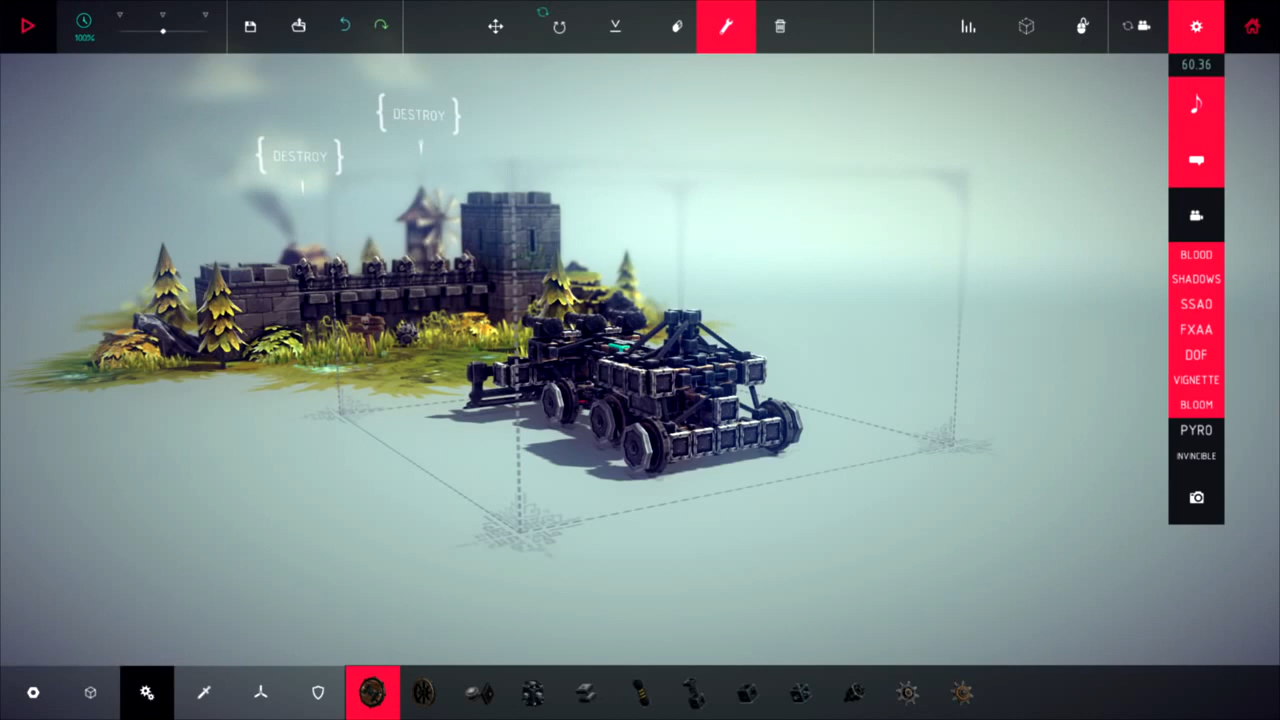 100%
60.36
DESTROY
DESTROY
BLOOD
SHADOWS
SSAO
FXAA
DOF
VIGNETTE
BLOOM
PYRO
INVINCIBLE